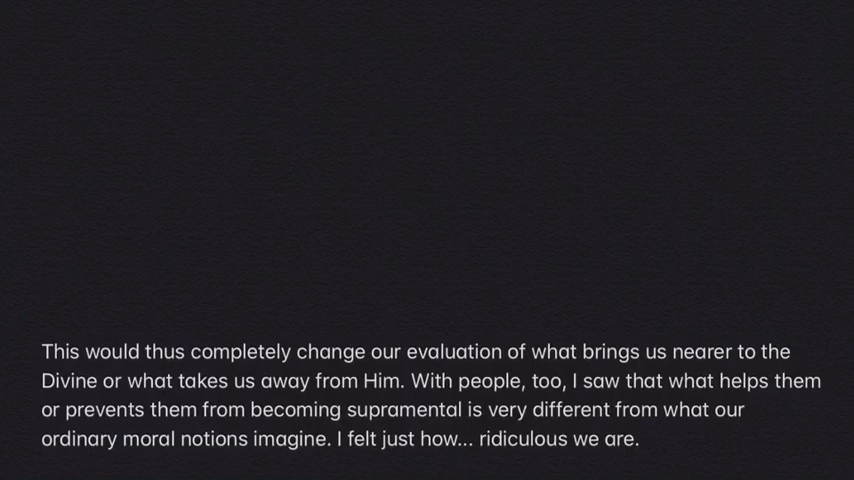 This would thus completely change our evaluation of what brings us nearer to the
Divine or what takes us away from Him. With people, too, I saw that what helps them
or prevents them from becoming supramental is very different from what our
ordinary moral notions imagine. I felt just how... ridiculous we are.